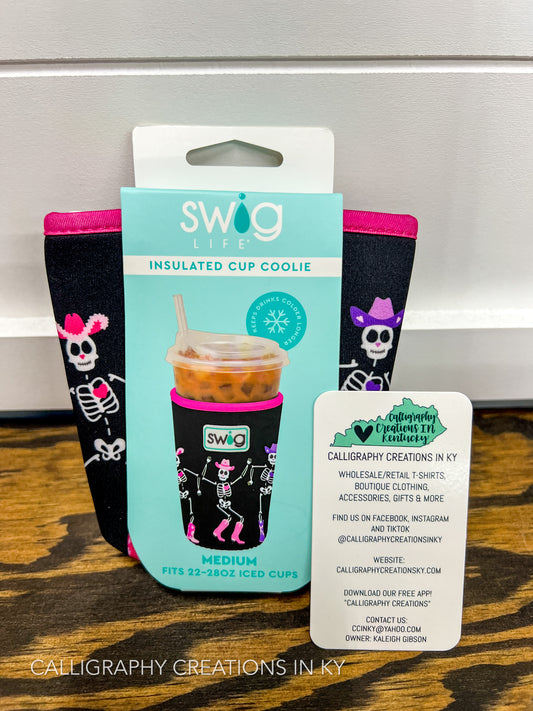 swig
LIFE
INSULATED CUP COOLIE
KEEPS DRINKS COLDER LONGER
swig
MEDIUM
FITS 22-28OZ ICED CUPS
Calligraphy
Creations IN
Kentucky
CALLIGRAPHY CREATIONS IN KY
WHOLESALE/RETAIL T-SHIRTS,
BOUTIQUE CLOTHING,
ACCESSORIES, GIFTS & MORE
FIND US ON FACEBOOK, INSTAGRAM
AND TIKTOK
@CALLIGRAPHYCREATIONSINKY
WEBSITE:
CALLIGRAPHYCREATIONSKY.COM
DOWNLOAD OUR FREE APP!
"CALLIGRAPHY CREATIONS"
CONTACT US:
CCINKY@YAHOO.COM
OWNER: KALEIGH GIBSON
CALLIGRAPHY CREATIONS IN KY